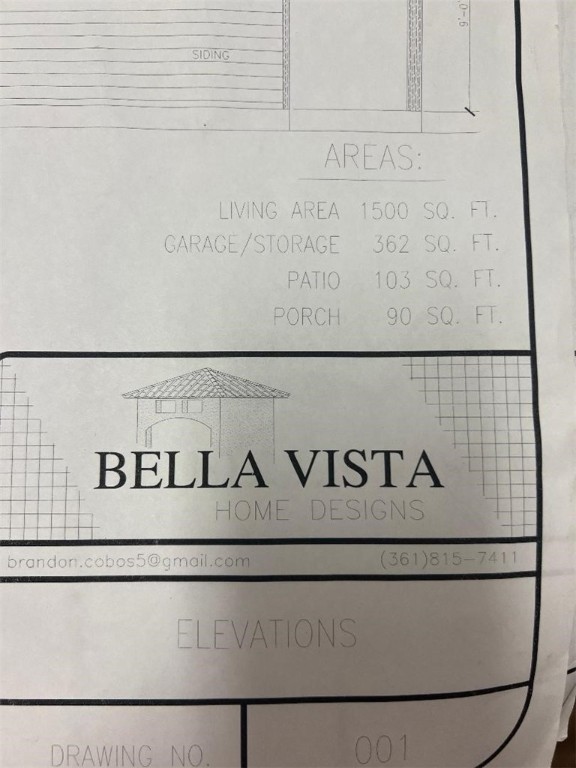 SIDING
9'-0
AREAS:
LIVING AREA 1500 SQ. FT.
GARAGE/STORAGE 362 SQ. FT.
PATIO 103 SQ. FT.
PORCH 90 SQ. FT.
BELLA VISTA
HOME DESIGNS
brandon.cobos5@gmail.com (361)815-7411
ELEVATIONS
DRAWING NO. 001